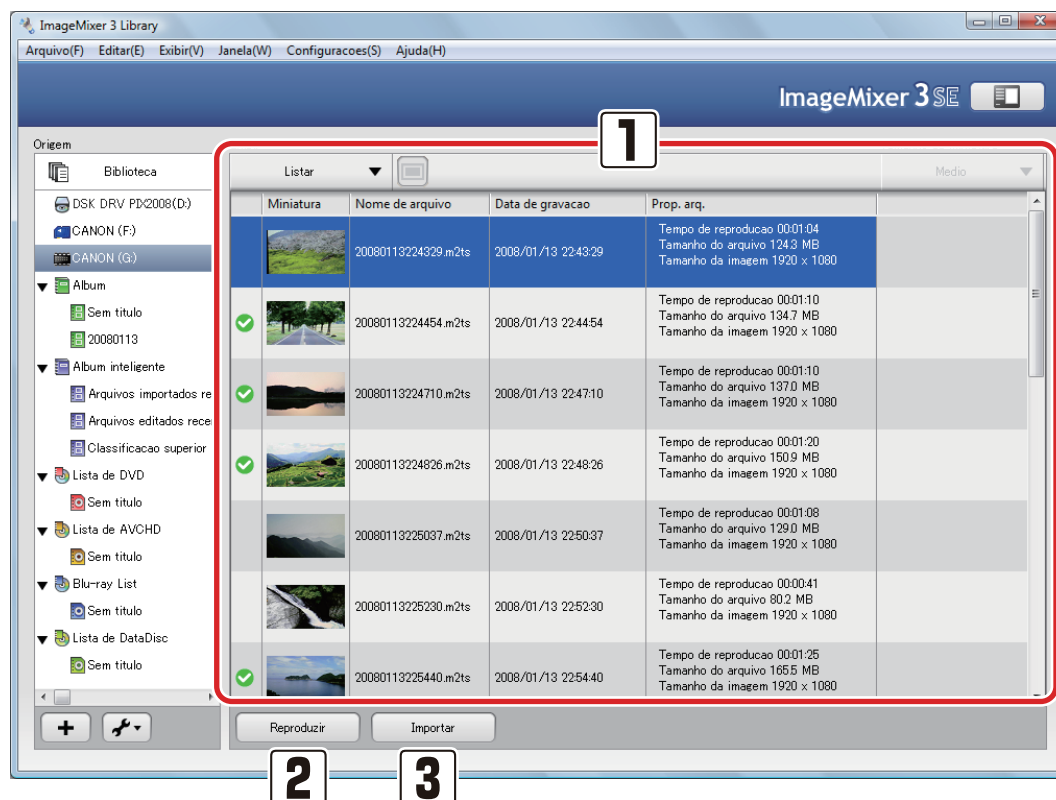 ImageMixer 3 Library
Arquivo(F) Editar(E) Exibir(V) Janela(W) Configuracoes(S) Ajuda(H)
ImageMixer 3 SE
1
Origem
Biblioteca
DSK DRV PIX2008(D:)
CANON (F:)
CANON (G:)
Album
Sem titulo
20080113
Album inteligente
Arquivos importados re
Arquivos editados rece
Classificacao superior
Lista de DVD
Sem titulo
Lista de AVCHD
Sem titulo
Blu-ray List
Sem titulo
Lista de DataDisc
Sem titulo
Listar
Medio
Miniatura Nome de arquivo Data de gravacao Prop. arq.
20080113224329.m2ts 2008/01/13 22:43:29
Tempo de reproducao 00:01:04
Tamanho do arquivo 124.3 MB
Tamanho da imagem 1920 x 1080
20080113224454.m2ts 2008/01/13 22:44:54
Tempo de reproducao 00:01:10
Tamanho do arquivo 134.7 MB
Tamanho da imagem 1920 x 1080
20080113224710.m2ts 2008/01/13 22:47:10
Tempo de reproducao 00:01:10
Tamanho do arquivo 137.0 MB
Tamanho da imagem 1920 x 1080
20080113224826.m2ts 2008/01/13 22:48:26
Tempo de reproducao 00:01:20
Tamanho do arquivo 150.9 MB
Tamanho da imagem 1920 x 1080
20080113225037.m2ts 2008/01/13 22:50:37
Tempo de reproducao 00:01:08
Tamanho do arquivo 129.0 MB
Tamanho da imagem 1920 x 1080
20080113225230.m2ts 2008/01/13 22:52:30
Tempo de reproducao 00:00:41
Tamanho do arquivo 80.2 MB
Tamanho da imagem 1920 x 1080
20080113225440.m2ts 2008/01/13 22:54:40
Tempo de reproducao 00:01:25
Tamanho do arquivo 165.5 MB
Tamanho da imagem 1920 x 1080
Reproduzir
Importar
2
3